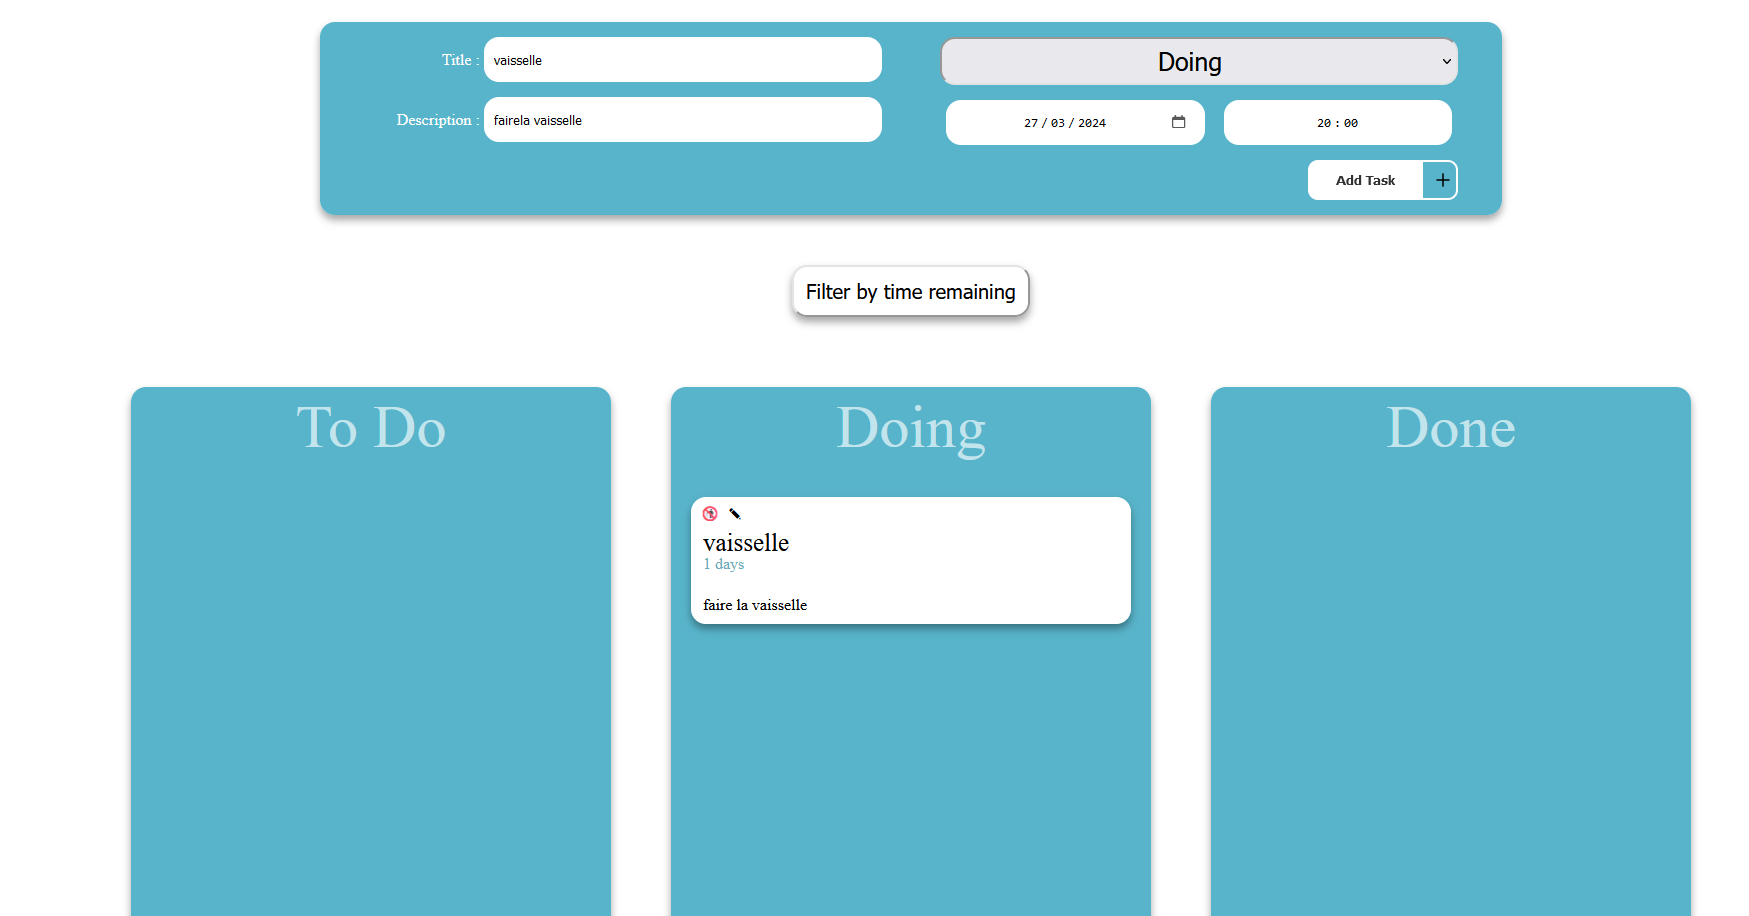 Title : vaisselle
Doing
Description : fairela vaisselle
27 / 03 / 2024
20 : 00
Add Task +
Filter by time remaining
To Do
Doing
Done
vaisselle
1 days
faire la vaisselle